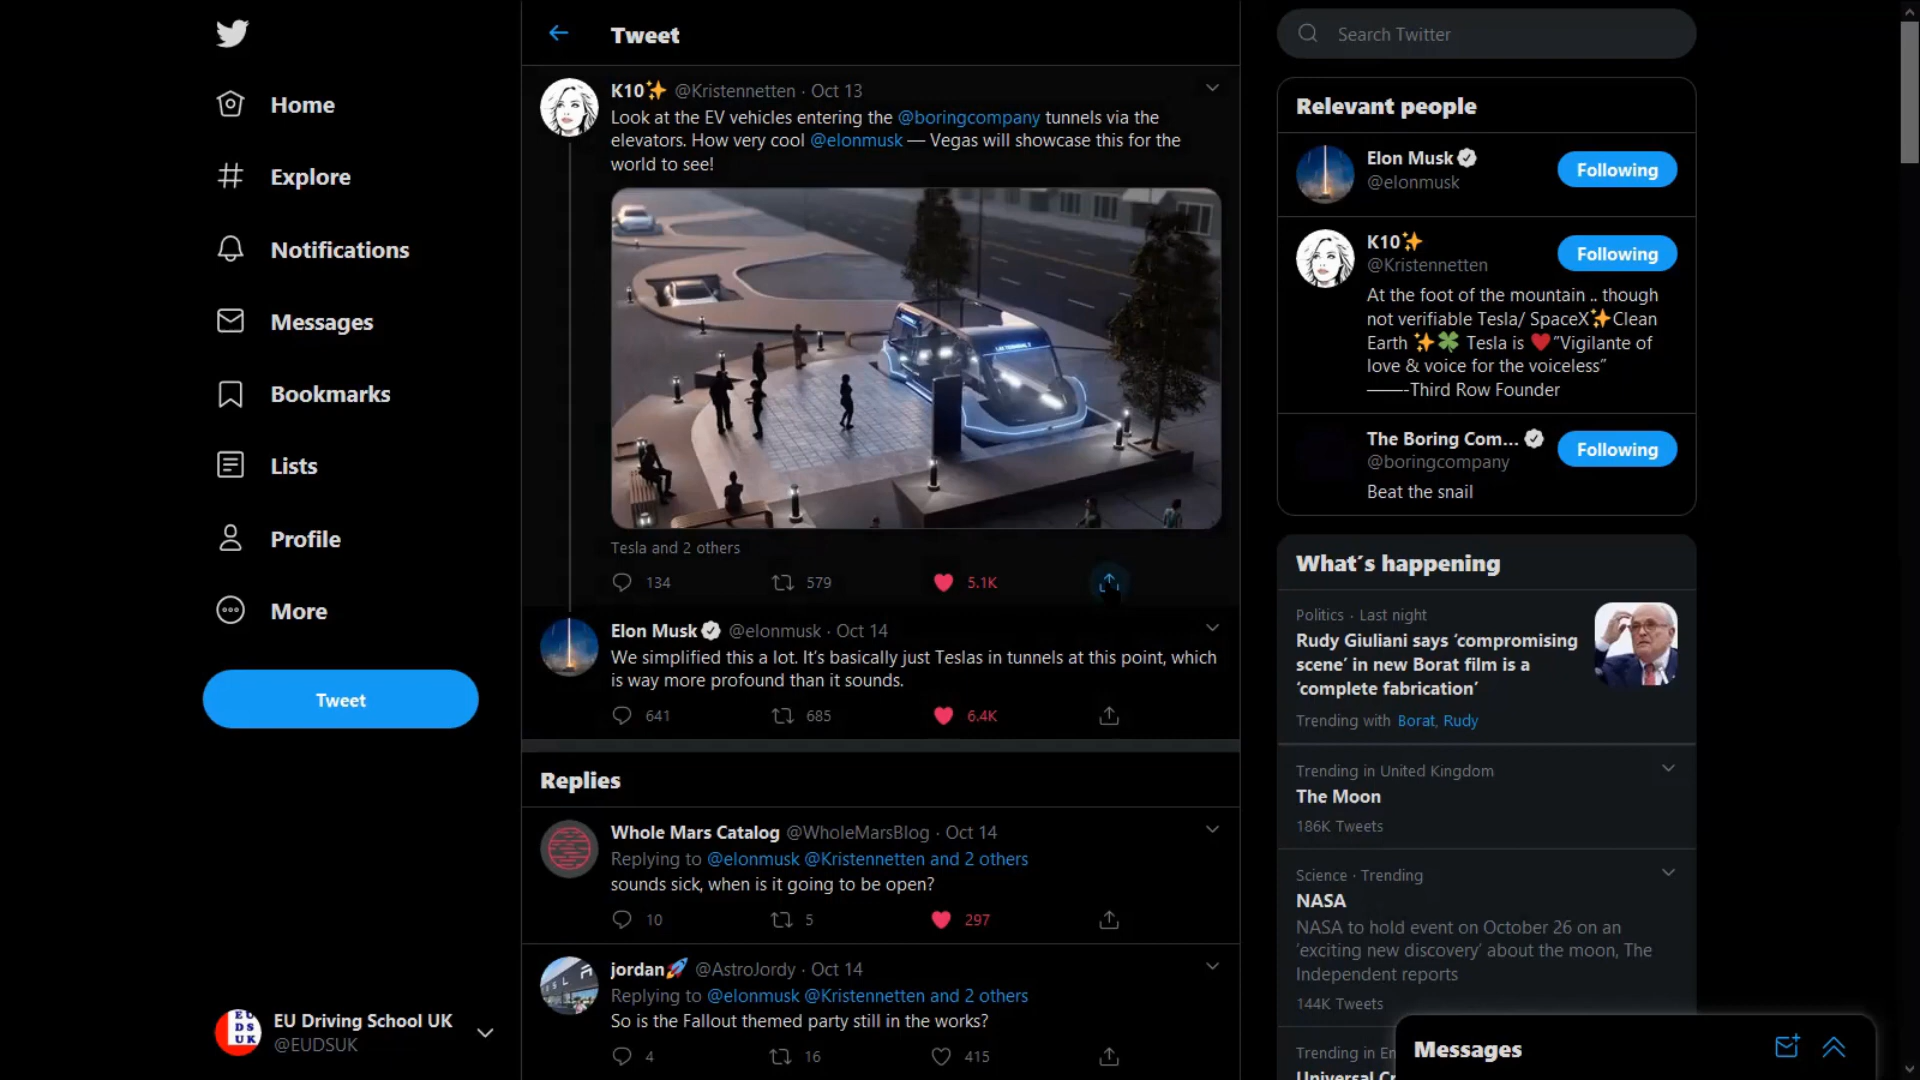 Home
Explore
Notifications
Messages
Bookmarks
Lists
Profile
More
Tweet
EU Driving School UK
@EUDSUK
Tweet
K10✨ @Kristennetten · Oct 13
Look at the EV vehicles entering the @boringcompany tunnels via the
elevators. How very cool @elonmusk — Vegas will showcase this for the
world to see!
Tesla and 2 others
134 579 5.1K
Elon Musk @elonmusk · Oct 14
We simplified this a lot. It's basically just Teslas in tunnels at this point, which
is way more profound than it sounds.
641 685 6.4K
Replies
Whole Mars Catalog @WholeMarsBlog · Oct 14
Replying to @elonmusk @Kristennetten and 2 others
sounds sick, when is it going to be open?
10 5 297
jordan🚀 @AstroJordy · Oct 14
Replying to @elonmusk @Kristennetten and 2 others
So is the Fallout themed party still in the works?
4 16 415
Search Twitter
Relevant people
Elon Musk
@elonmusk
Following
K10✨
@Kristennetten
Following
At the foot of the mountain .. though
not verifiable Tesla/ SpaceX✨Clean
Earth ✨🍀 Tesla is ❤️"Vigilante of
love & voice for the voiceless"
——-Third Row Founder
The Boring Com...
@boringcompany
Following
Beat the snail
What's happening
Politics · Last night
Rudy Giuliani says 'compromising
scene' in new Borat film is a
'complete fabrication'
Trending with Borat, Rudy
Trending in United Kingdom
The Moon
186K Tweets
Science · Trending
NASA
NASA to hold event on October 26 on an
'exciting new discovery' about the moon, The
Independent reports
144K Tweets
Trending in
Universal
Messages